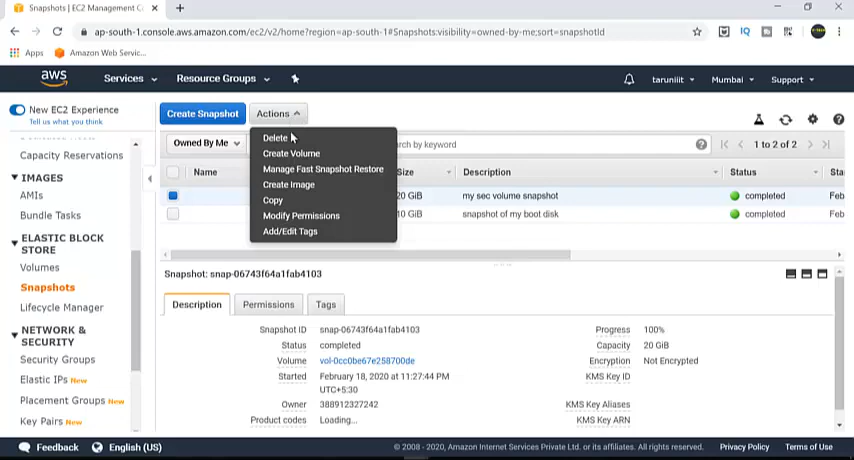 Snapshots | EC2 Management C
ap-south-1.console.aws.amazon.com/ec2/v2/home?region=ap-south-1#Snapshots:visibility=owned-by-me;sort=snapshotId
Apps Amazon Web Servic...
aws Services Resource Groups tarunlit Mumbai Support
New EC2 Experience
Tell us what you think
Capacity Reservations
IMAGES
AMIs
Bundle Tasks
ELASTIC BLOCK
STORE
Volumes
Snapshots
Lifecycle Manager
NETWORK &
SECURITY
Security Groups
Elastic IPs New
Placement Groups New
Key Pairs New
Create Snapshot Actions
Delete
Create Volume
Manage Fast Snapshot Restore
Create Image
Copy
Modify Permissions
Add/Edit Tags
Owned By Me rch by keyword 1 to 2 of 2
Name Size Description Status Sta
20 GiB my sec volume snapshot completed Feb
10 GiB snapshot of my boot disk completed Feb
Snapshot: snap-06743f64a1fab4103
Description Permissions Tags
Snapshot ID snap-06743f64a1fab4103 Progress 100%
Status completed Capacity 20 GiB
Volume vol-0cc0be67e258700de Encryption Not Encrypted
Started February 18, 2020 at 11:27:44 PM
UTC+5:30
KMS Key ID
Owner 388912327242 KMS Key Aliases
Product codes Loading... KMS Key ARN
Feedback English (US) © 2008 - 2020, Amazon Internet Services Private Ltd. or its affiliates. All rights reserved. Privacy Policy Terms of Use